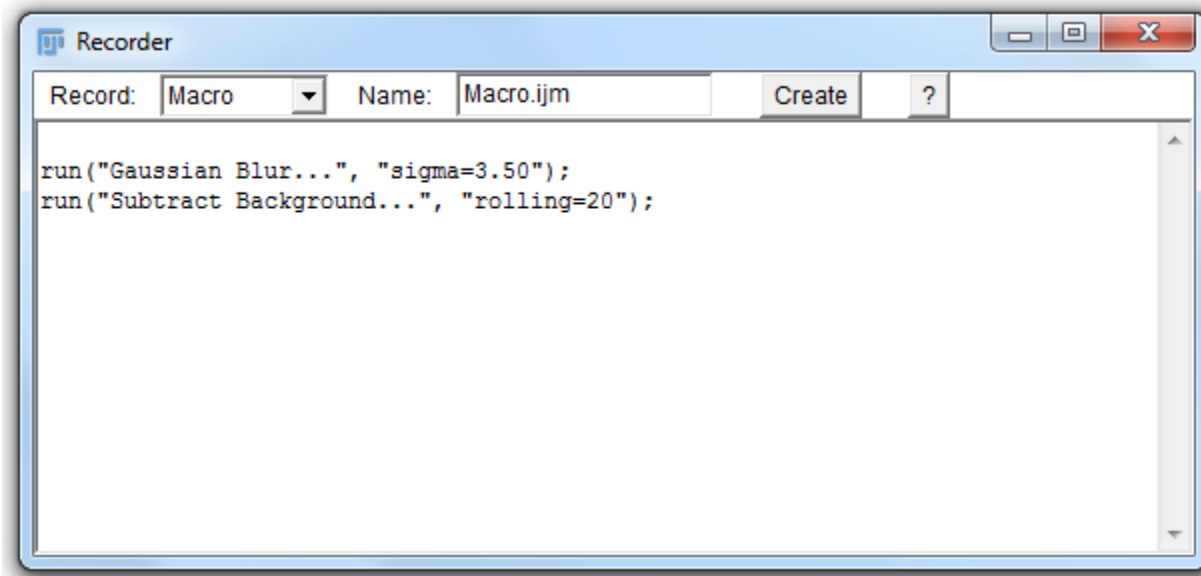 Recorder
Record: Macro Name: Macro.ijm Create ?
run("Gaussian Blur...", "sigma=3.50");
run("Subtract Background...", "rolling=20");